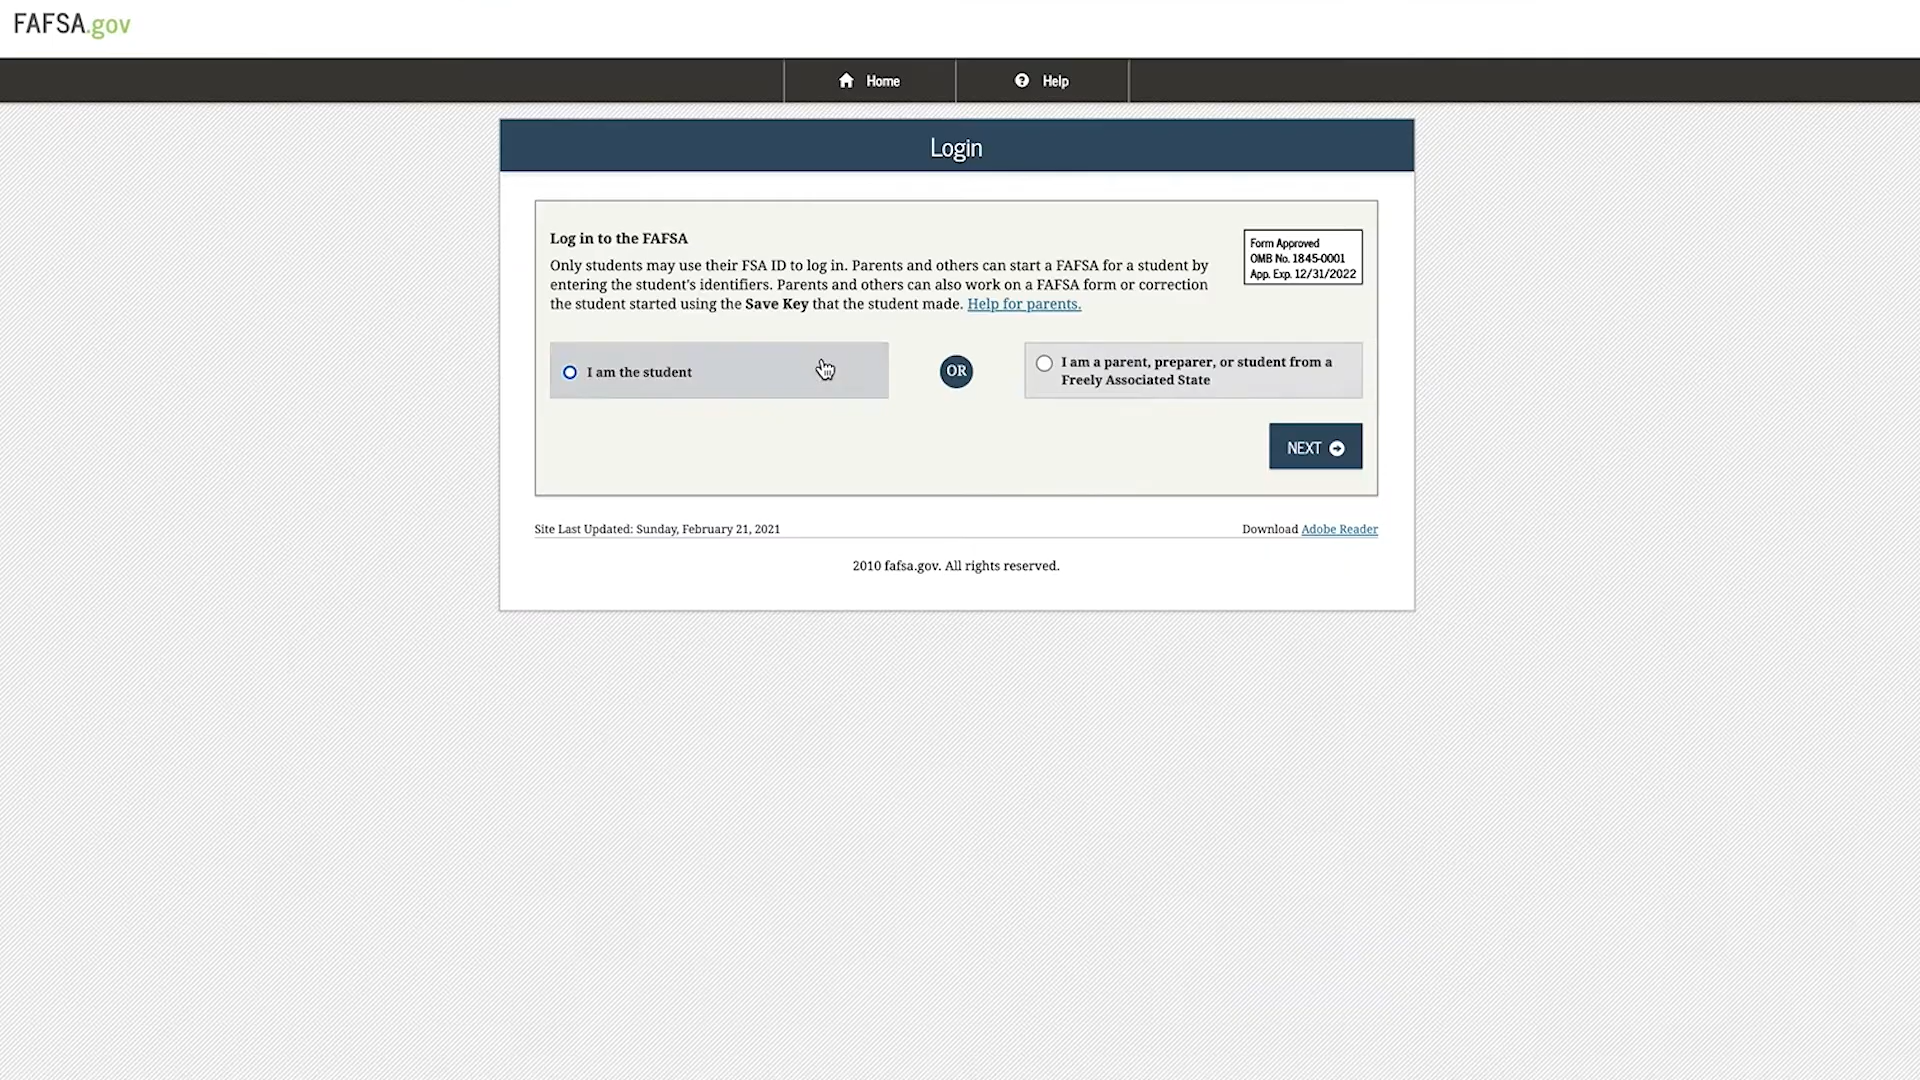 FAFSA.gov
Home
Help
Login
Log in to the FAFSA
Only students may use their FSA ID to log in. Parents and others can start a FAFSA for a student by
entering the student's identifiers. Parents and others can also work on a FAFSA form or correction
the student started using the Save Key that the student made. Help for parents.
Form Approved
OMB No. 1845-0001
App. Exp. 12/31/2022
I am the student
OR
I am a parent, preparer, or student from a
Freely Associated State
NEXT
Site Last Updated: Sunday, February 21, 2021
Download Adobe Reader
2010 fafsa.gov. All rights reserved.